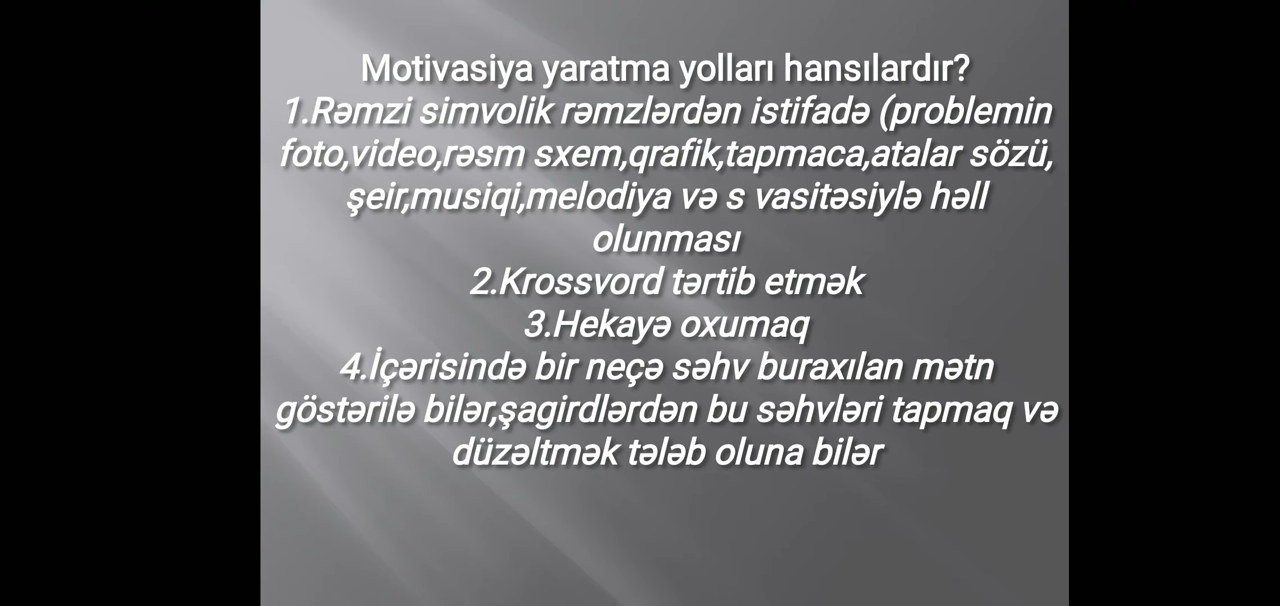 Motivasiya yaratma yolları hansılardır?
1.Rəmzi simvolik rəmzlərdən istifadə (problemin
foto,video,rəsm sxem,qrafik,tapmaca,atalar sözü,
şeir,musiqi,melodiya və s vasitəsiylə həll
olunması
2.Krossvord tərtib etmək
3.Hekayə oxumaq
4.İçərisində bir neçə səhv buraxılan mətn
göstərilə bilər,şagirdlərdən bu səhvləri tapmaq və
düzəltmək tələb oluna bilər